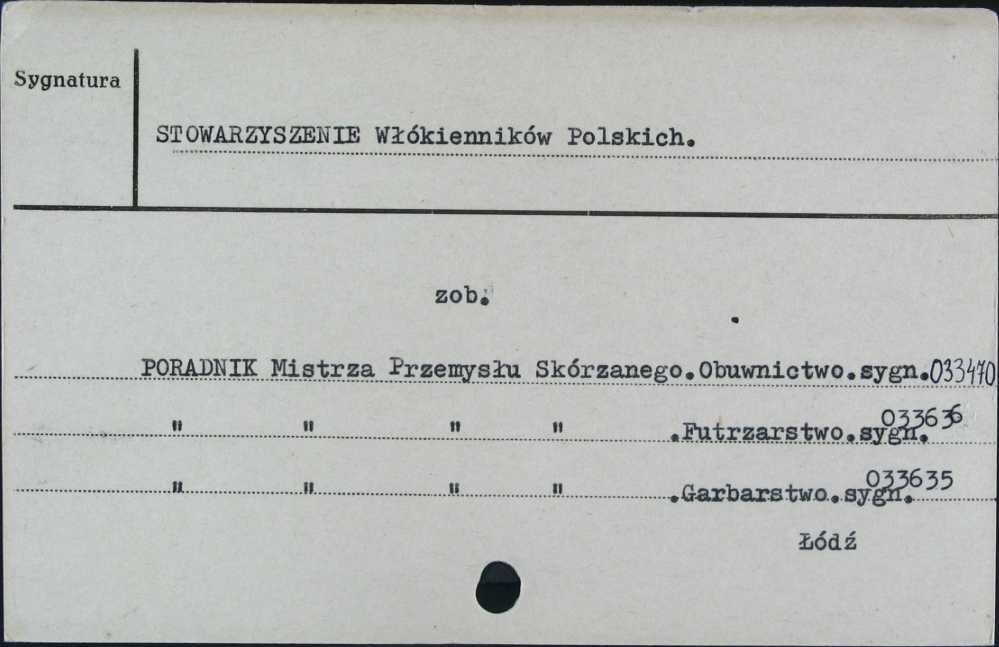 Sygnatura
STOWARZYSZENIE Włókienników Polskich.
zob.
PORADNIK Mistrza Przemysłu Skórzanego.Obuwnictwo.sygn.033470
" " " " .Futrzarstwo.sygn.033636
" " " " .Garbarstwo.sygn.033635
Łódź